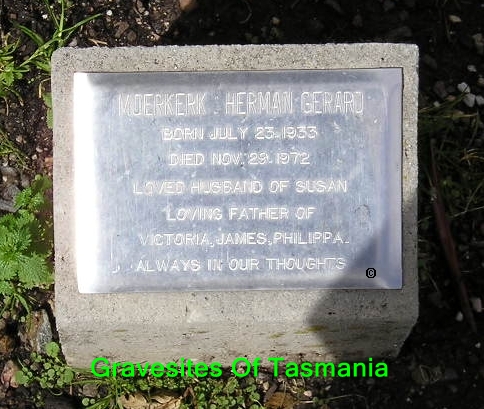 MOERKERK : HERMAN GERARD
BORN JULY 23.1933
DIED NOV. 29.1972
LOVED HUSBAND OF SUSAN
LOVING FATHER OF
VICTORIA, JAMES, PHILIPPA.
ALWAYS IN OUR THOUGHTS
©
Gravesites Of Tasmania